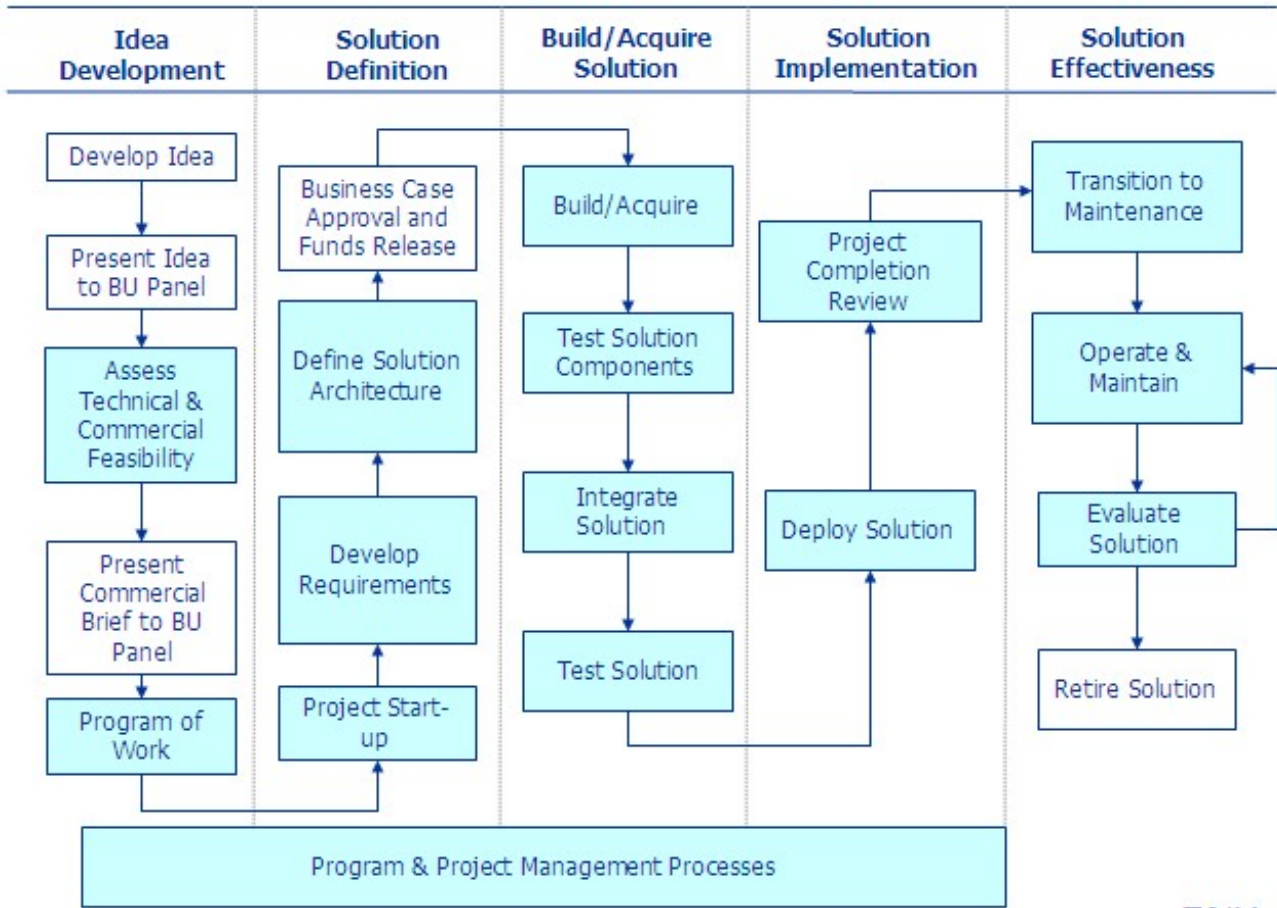 Idea
Development
Solution
Definition
Build/Acquire
Solution
Solution
Implementation
Solution
Effectiveness
Develop Idea
Present Idea
to BU Panel
Assess
Technical &
Commercial
Feasibility
Present
Commercial
Brief to BU
Panel
Program of
Work
Business Case
Approval and
Funds Release
Define Solution
Architecture
Develop
Requirements
Project Start-
up
Build/Acquire
Test Solution
Components
Integrate
Solution
Test Solution
Project
Completion
Review
Deploy Solution
Transition to
Maintenance
Operate &
Maintain
Evaluate
Solution
Retire Solution
Program & Project Management Processes